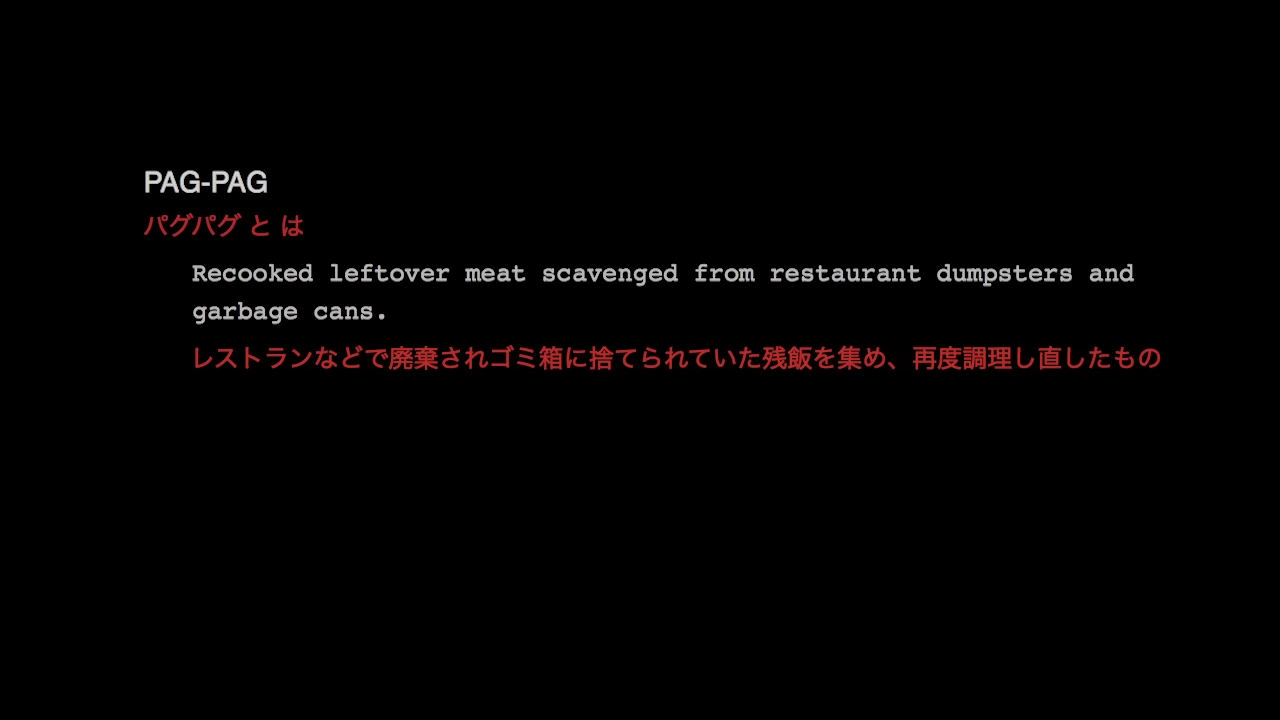 PAG-PAG
パグパグ と は
Recooked leftover meat scavenged from restaurant dumpsters and
garbage cans.
レストランなどで廃棄されゴミ箱に捨てられていた残飯を集め、再度調理し直したもの